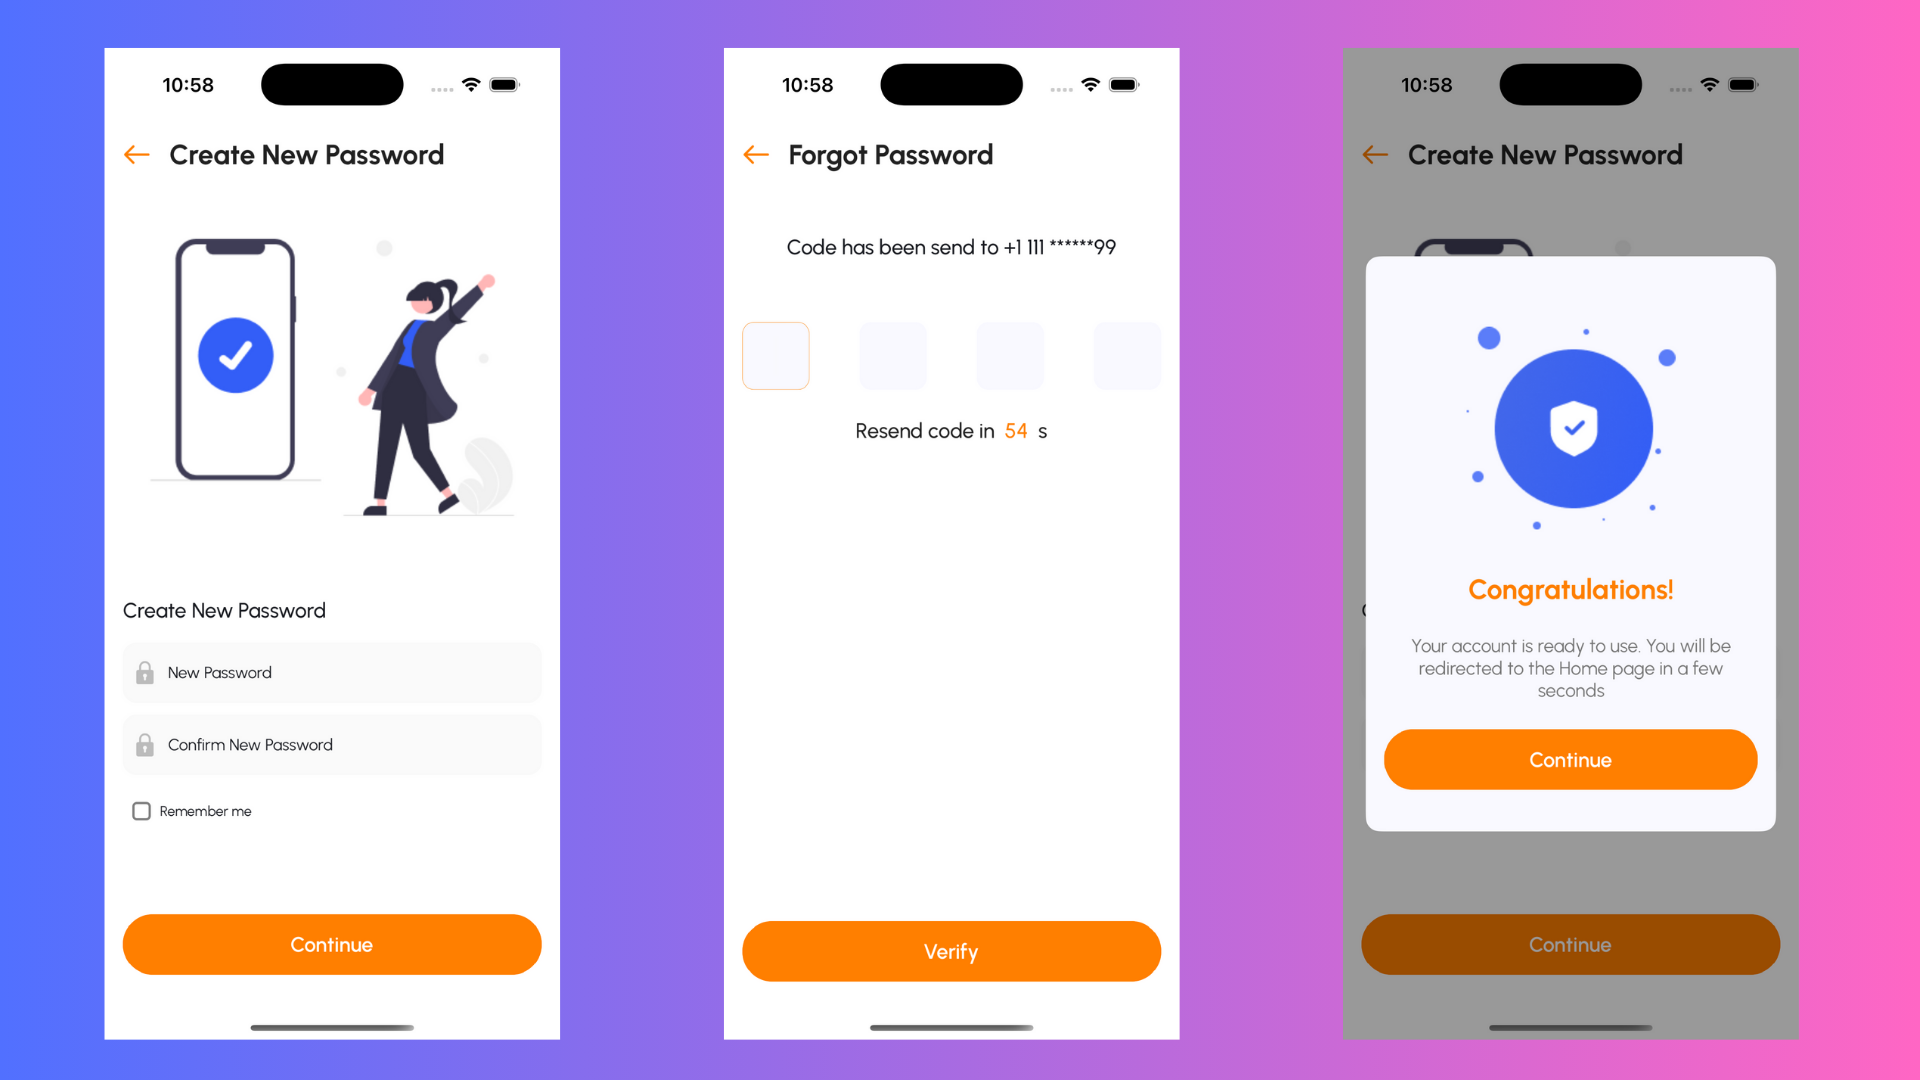 10:58
Create New Password
Create New Password
New Password
Confirm New Password
Remember me
Continue
10:58
Forgot Password
Code has been send to +1 111 ******99
Resend code in 54 s
Verify
10:58
Create New Password
Congratulations!
Your account is ready to use. You will be
redirected to the Home page in a few
seconds
Continue
Continue